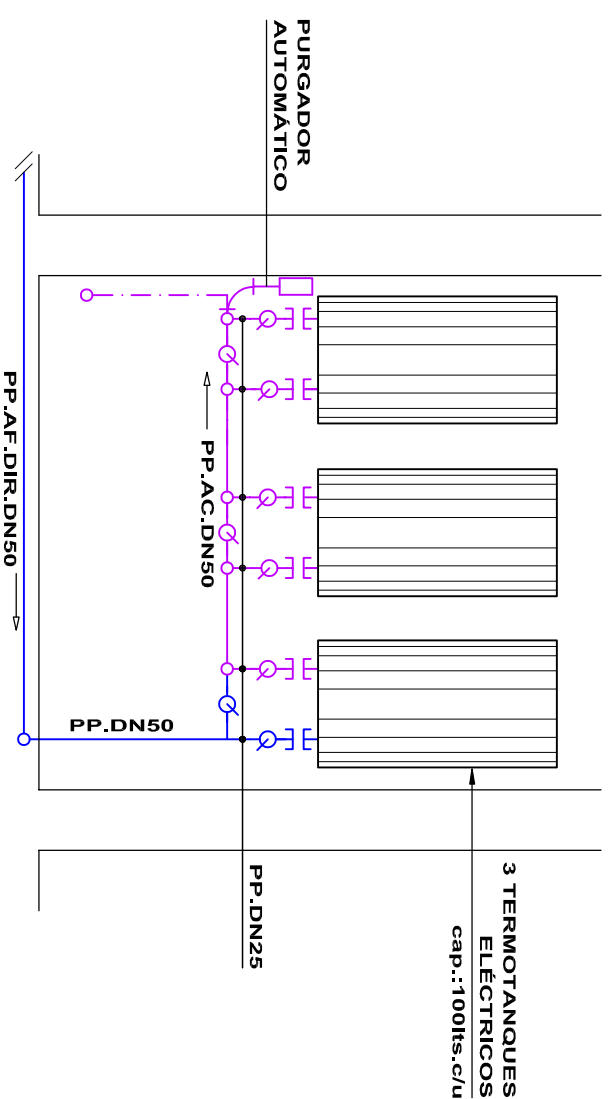 PURGADOR
AUTOMÁTICO
PP.AC.DN50
PP.AF.DIR.DN50
PP.DN50
PP.DN25
3 TERMOTANQUES
ELÉCTRICOS
cap.:100lts.c/u